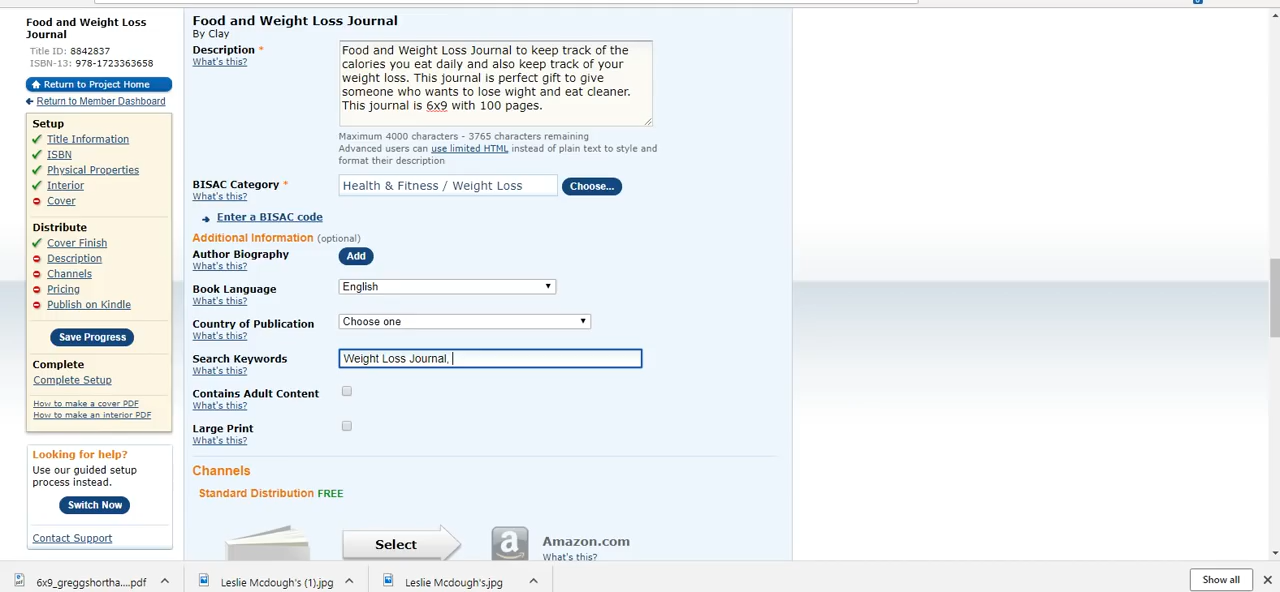 Food and Weight Loss
Journal
Title ID: 8842837
ISBN-13: 978-1723363658
Return to Project Home
Return to Member Dashboard
Setup
Title Information
ISBN
Physical Properties
Interior
Cover
Distribute
Cover Finish
Description
Channels
Pricing
Publish on Kindle
Save Progress
Complete
Complete Setup
How to make a cover PDF
How to make an interior PDF
Looking for help?
Use our guided setup
process instead.
Switch Now
Contact Support
Food and Weight Loss Journal
By Clay
Description *
What's this?
Food and Weight Loss Journal to keep track of the
calories you eat daily and also keep track of your
weight loss. This journal is perfect gift to give
someone who wants to lose wight and eat cleaner.
This journal is 6x9 with 100 pages.
Maximum 4000 characters - 3765 characters remaining
Advanced users can use limited HTML instead of plain text to style and
format their description
BISAC Category *
What's this?
Health & Fitness / Weight Loss
Choose...
Enter a BISAC code
Additional Information (optional)
Author Biography
What's this?
Add
Book Language
What's this?
English
Country of Publication
What's this?
Choose one
Search Keywords
What's this?
Weight Loss Journal,
Contains Adult Content
What's this?
Large Print
What's this?
Channels
Standard Distribution FREE
Select
a
Amazon.com
What's this?
6x9_greggshortha....pdf
Leslie Mcdough's (1).jpg
Leslie Mcdough's.jpg
Show all